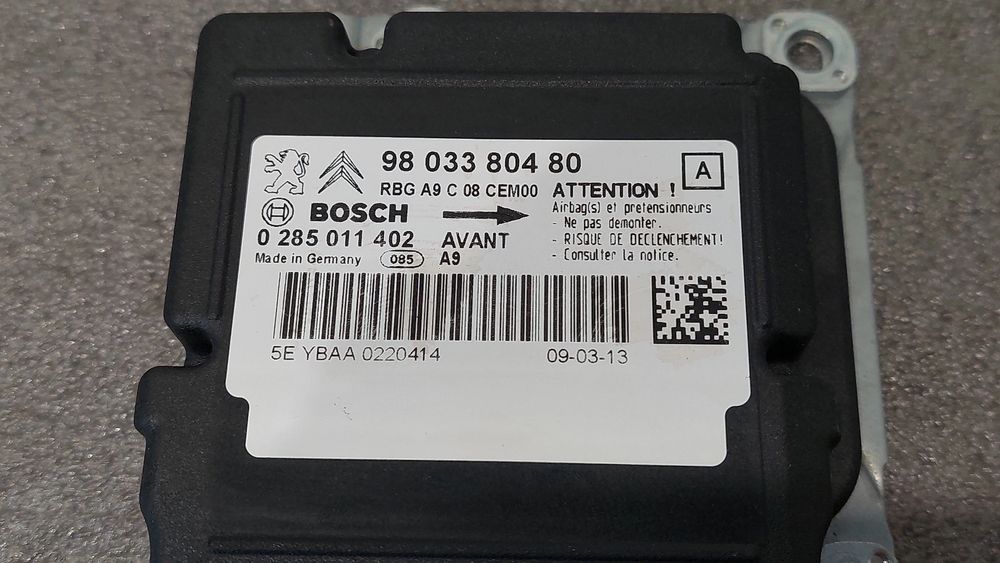 98 033 804 80
A
RBG A9 C 08 CEM00
ATTENTION !
BOSCH
Airbag(s) et pretensionneurs
- Ne pas demonter.
0 285 011 402 AVANT
- RISQUE DE DECLENCHEMENT!
Made in Germany 085 A9
- Consulter la notice.
5E YBAA 0220414 09-03-13